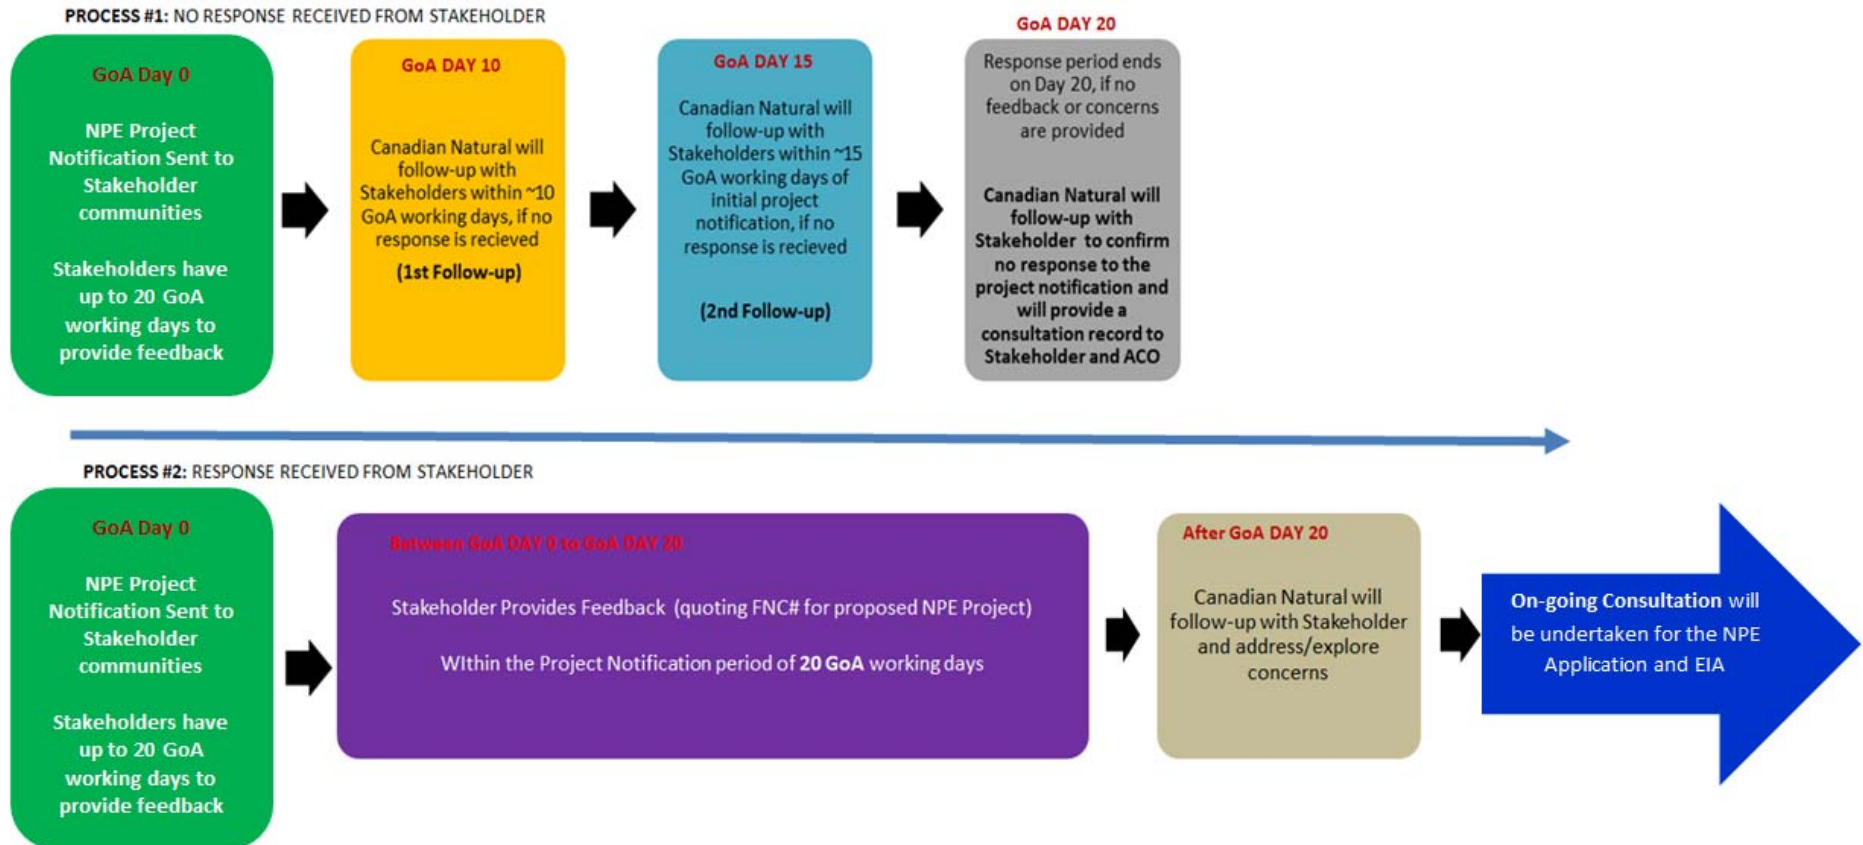 PROCESS #1: NO RESPONSE RECEIVED FROM STAKEHOLDER
GoA Day 0
NPE Project
Notification Sent to
Stakeholder
communities
Stakeholders have
up to 20 GoA
working days to
provide feedback
GoA DAY 10
Canadian Natural will
follow-up with
Stakeholders within ~10
GoA working days, if no
response is recieved
(1st Follow-up)
GoA DAY 15
Canadian Natural will
follow-up with
Stakeholders within ~15
GoA working days of
initial project
notification, if no
response is recieved
(2nd Follow-up)
GoA DAY 20
Response period ends
on Day 20, if no
feedback or concerns
are provided
Canadian Natural will
follow-up with
Stakeholder to confirm
no response to the
project notification and
will provide a
consultation record to
Stakeholder and ACO
PROCESS #2: RESPONSE RECEIVED FROM STAKEHOLDER
GoA Day 0
NPE Project
Notification Sent to
Stakeholder
communities
Stakeholders have
up to 20 GoA
working days to
provide feedback
Between GoA DAY 0 to GoA DAY 20
Stakeholder Provides Feedback (quoting FNC# for proposed NPE Project)
WIthin the Project Notification period of 20 GoA working days
After GoA DAY 20
Canadian Natural will
follow-up with Stakeholder
and address/explore
concerns
On-going Consultation will
be undertaken for the NPE
Application and EIA